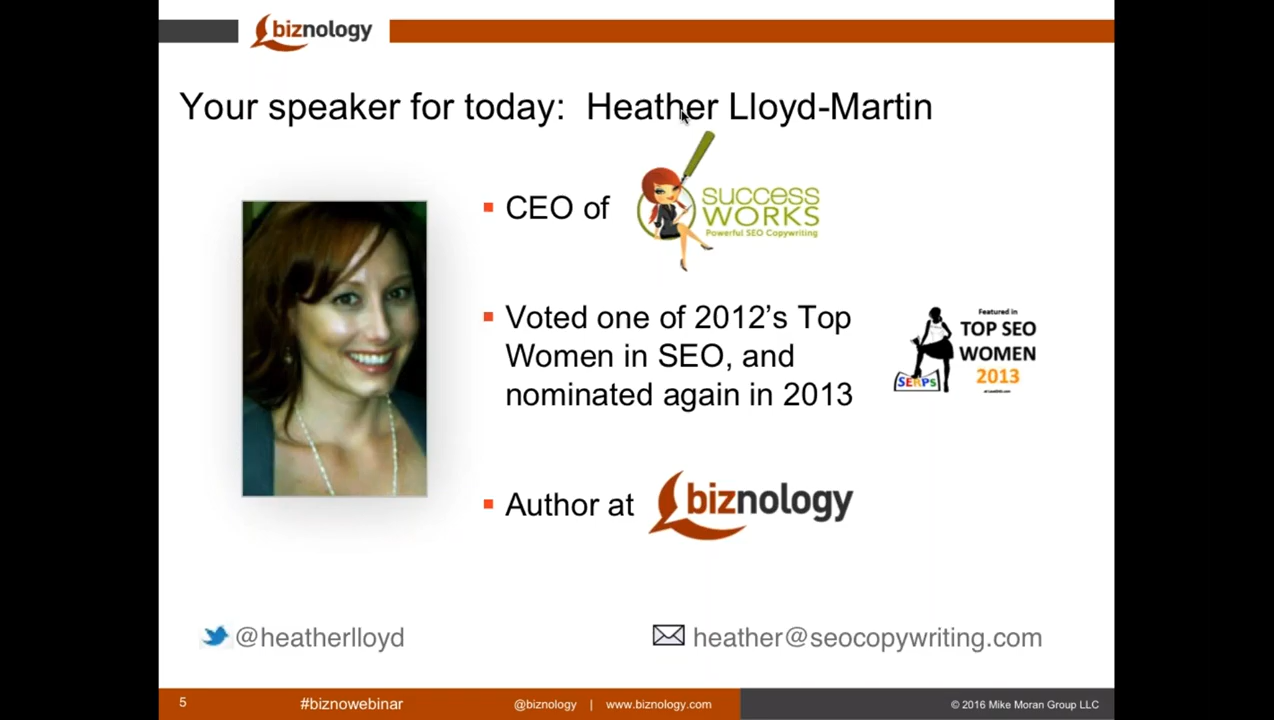 biznology
Your speaker for today: Heather Lloyd-Martin
CEO of
SUCCESS
WORKS
Powerful SEO Copywriting
Voted one of 2012’s Top
Women in SEO, and
nominated again in 2013
Featured in
TOP SEO
WOMEN
2013
SERPS
Author at
biznology
@heatherlloyd
heather@seocopywriting.com
5
#biznowebinar
@biznology | www.biznology.com
© 2016 Mike Moran Group LLC